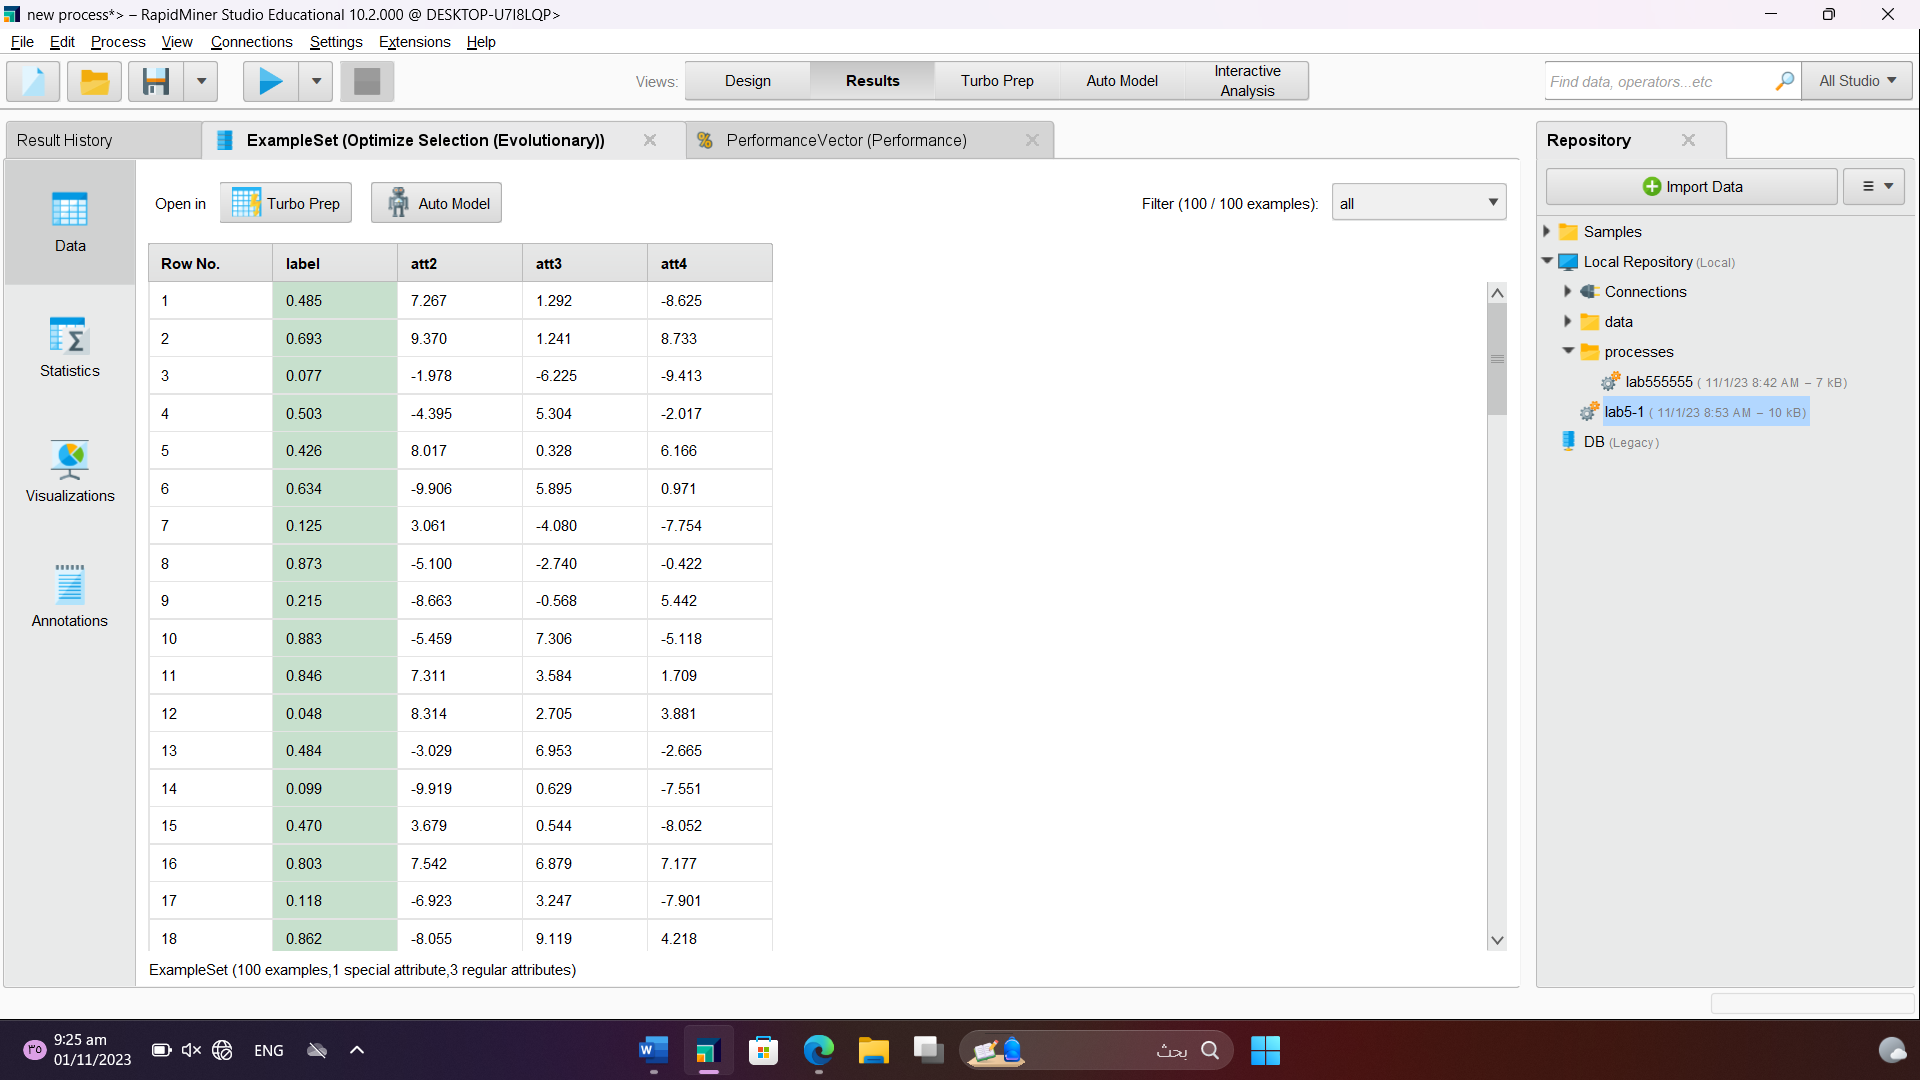 new process*> – RapidMiner Studio Educational 10.2.000 @ DESKTOP-U7I8LQP>
File Edit Process View Connections Settings Extensions Help
Views: Design Results Turbo Prep Auto Model Interactive Analysis
Find data, operators...etc All Studio
Result History ExampleSet (Optimize Selection (Evolutionary)) PerformanceVector (Performance)
Data
Statistics
Visualizations
Annotations
Open in Turbo Prep Auto Model Filter (100 / 100 examples): all
Row No. label att2 att3 att4
1 0.485 7.267 1.292 -8.625
2 0.693 9.370 1.241 8.733
3 0.077 -1.978 -6.225 -9.413
4 0.503 -4.395 5.304 -2.017
5 0.426 8.017 0.328 6.166
6 0.634 -9.906 5.895 0.971
7 0.125 3.061 -4.080 -7.754
8 0.873 -5.100 -2.740 -0.422
9 0.215 -8.663 -0.568 5.442
10 0.883 -5.459 7.306 -5.118
11 0.846 7.311 3.584 1.709
12 0.048 8.314 2.705 3.881
13 0.484 -3.029 6.953 -2.665
14 0.099 -9.919 0.629 -7.551
15 0.470 3.679 0.544 -8.052
16 0.803 7.542 6.879 7.177
17 0.118 -6.923 3.247 -7.901
18 0.862 -8.055 9.119 4.218
ExampleSet (100 examples,1 special attribute,3 regular attributes)
Repository
Import Data
Samples
Local Repository (Local)
Connections
data
processes
lab555555 ( 11/1/23 8:42 AM – 7 kB)
lab5-1 ( 11/1/23 8:53 AM – 10 kB)
DB (Legacy)
٣٥
9:25 am
01/11/2023
ENG
بحث